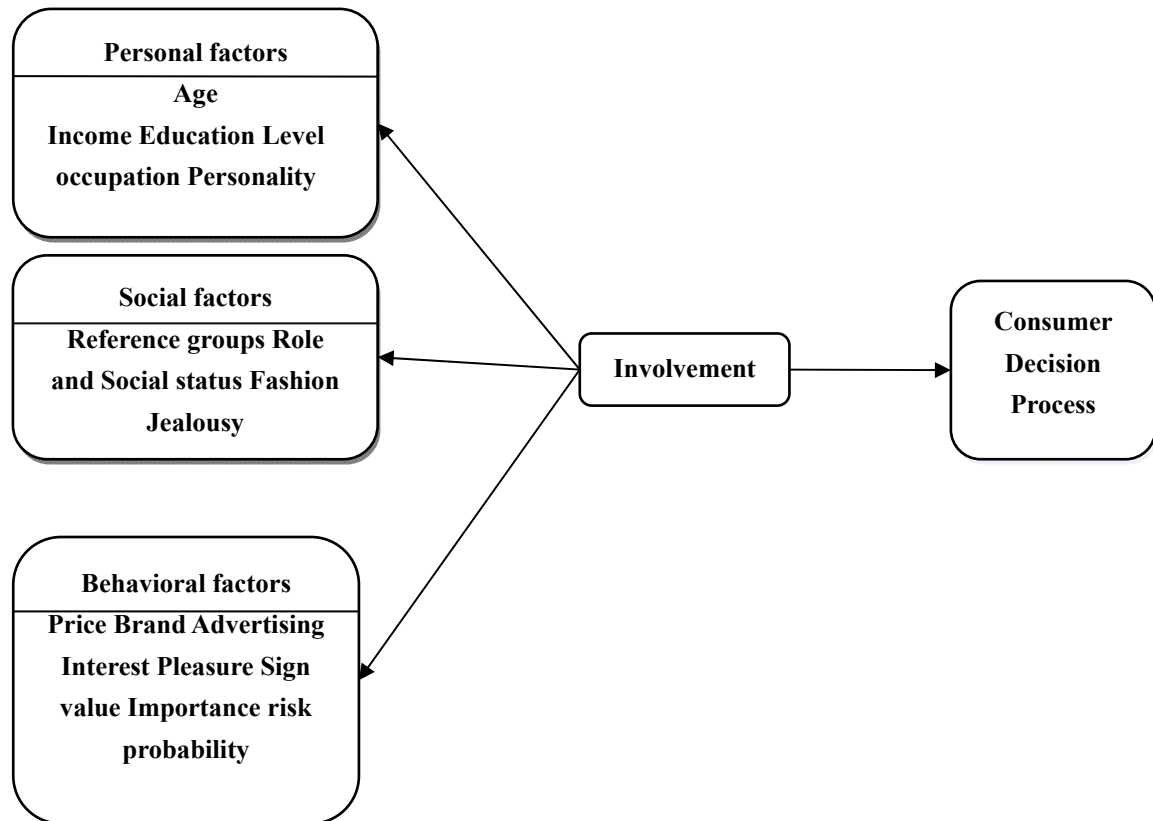 Personal factors
Age
Income Education Level
occupation Personality
Social factors
Reference groups Role
and Social status Fashion
Jealousy
Behavioral factors
Price Brand Advertising
Interest Pleasure Sign
value Importance risk
probability
Involvement
Consumer
Decision
Process